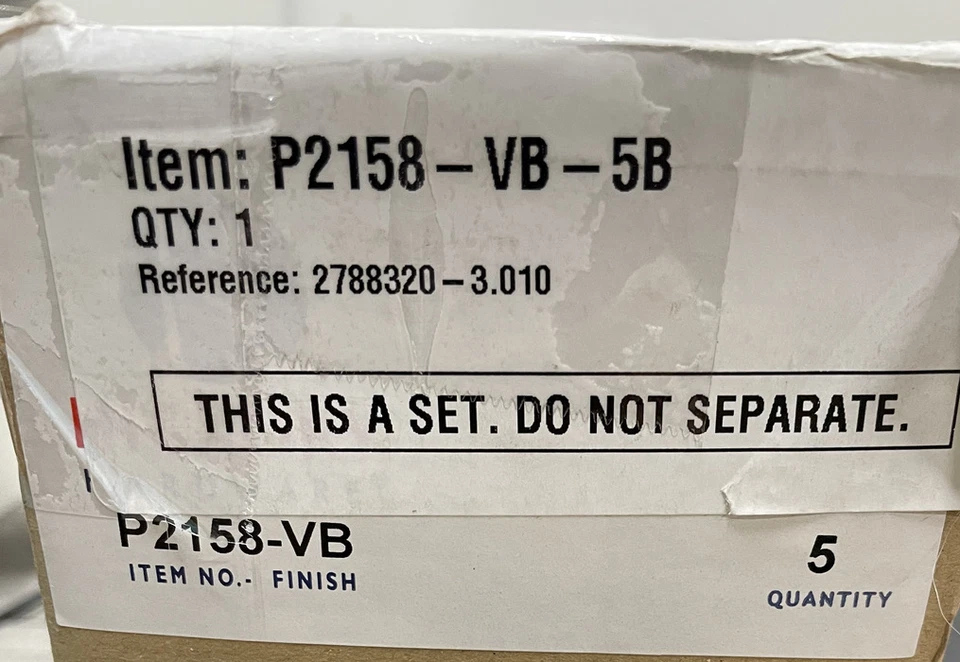 Item: P2158-VB-5B
QTY: 1
Reference: 2788320-3.010
THIS IS A SET. DO NOT SEPARATE.
P2158-VB
ITEM NO.- FINISH
5
QUANTITY